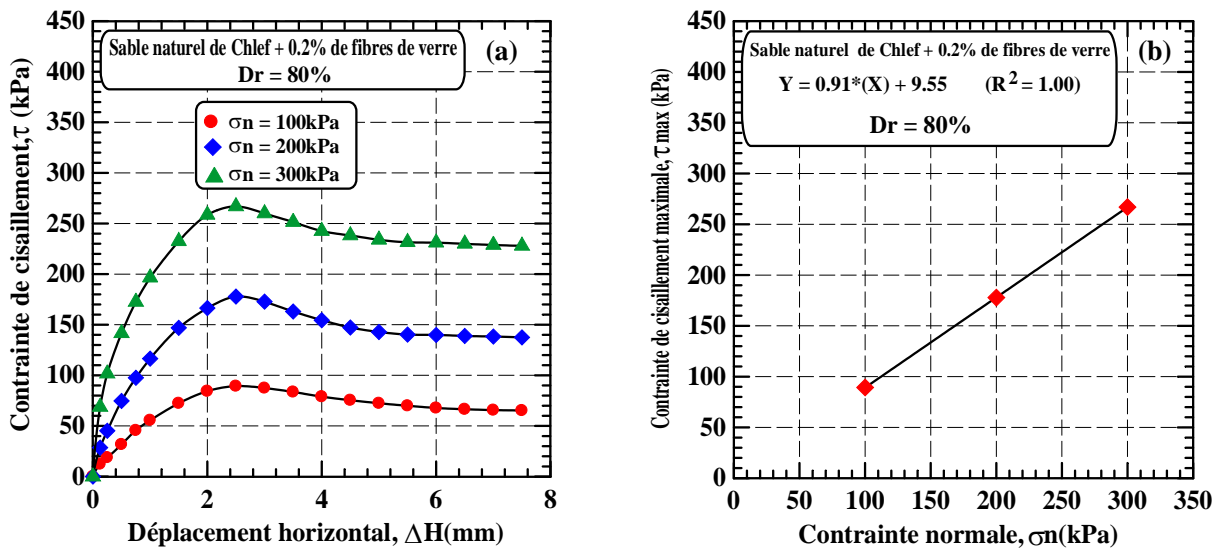 Sable naturel de Chlef + 0.2% de fibres de verre
Dr = 80%
(a)
σn = 100kPa
σn = 200kPa
σn = 300kPa
Contrainte de cisaillement,τ (kPa)
450
400
350
300
250
200
150
100
50
0
0 2 4 6 8
Déplacement horizontal, ΔH(mm)
Sable naturel de Chlef + 0.2% de fibres de verre
Y = 0.91*(X) + 9.55 (R² = 1.00)
Dr = 80%
(b)
Contrainte de cisaillement maximale, τ max (kPa)
450
400
350
300
250
200
150
100
50
0
0 50 100 150 200 250 300 350
Contrainte normale, σn(kPa)